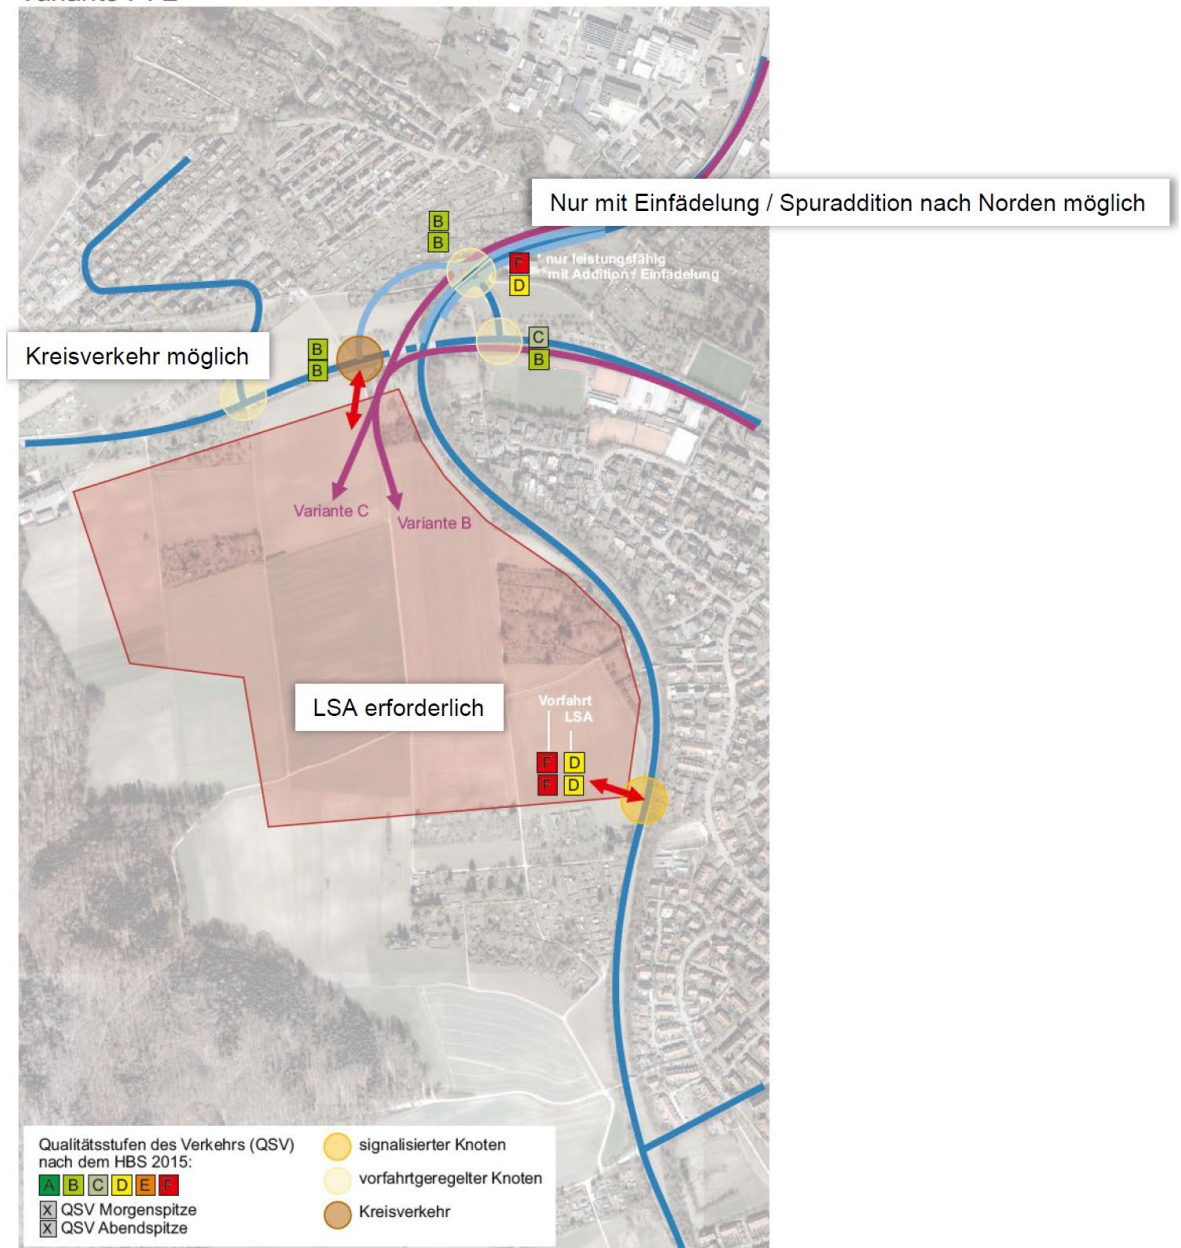 Nur mit Einfädelung / Spuraddition nach Norden möglich
B
B
F
D
* nur leistungsfähig
mit Addition / Einfädelung
Kreisverkehr möglich
B
B
C
B
Variante C
Variante B
LSA erforderlich
Vorfahrt
LSA
F D
F D
Qualitätsstufen des Verkehrs (QSV)
nach dem HBS 2015:
A B C D E F
X QSV Morgenspitze
X QSV Abendspitze
signalisierter Knoten
vorfahrtgeregelter Knoten
Kreisverkehr